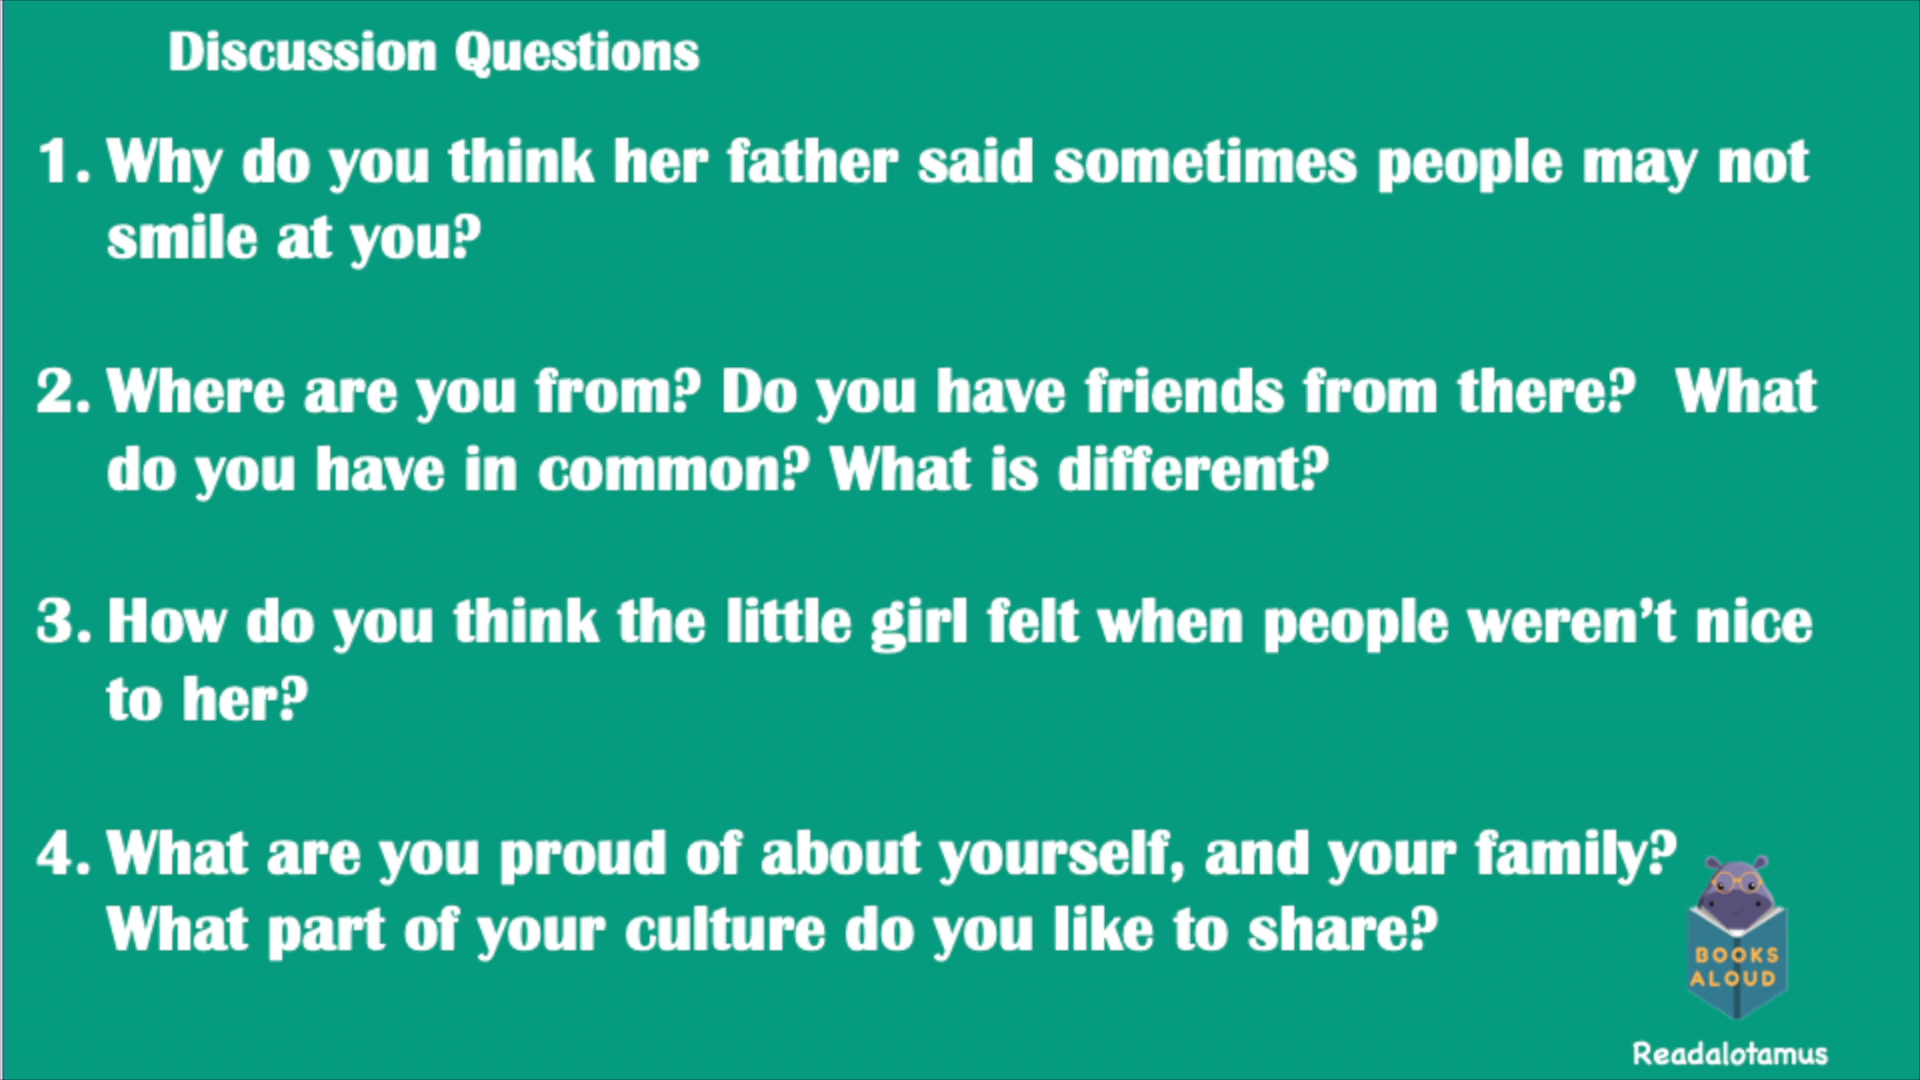 Discussion Questions
1. Why do you think her father said sometimes people may not
smile at you?
2. Where are you from? Do you have friends from there?  What
do you have in common? What is different?
3. How do you think the little girl felt when people weren’t nice
to her?
4. What are you proud of about yourself, and your family?
What part of your culture do you like to share?
BOOKS
ALOUD
Readalotamus